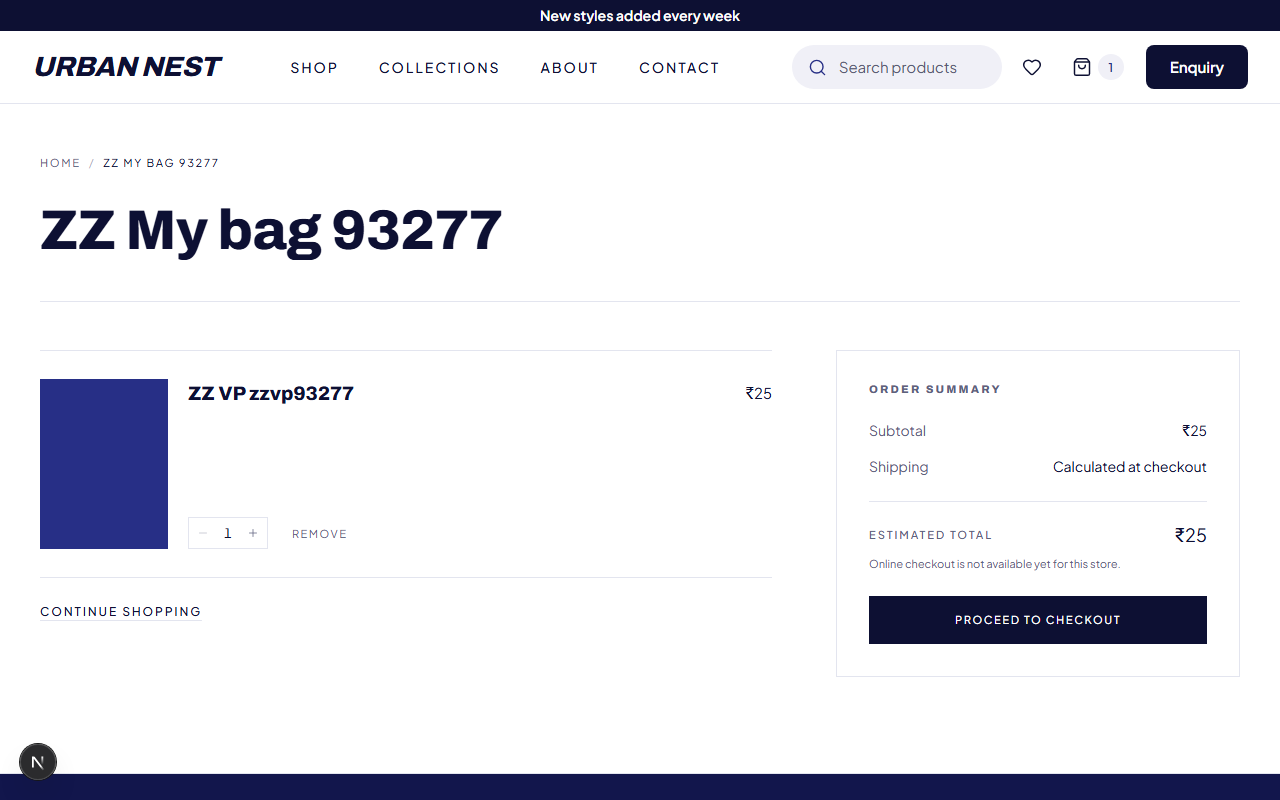 New styles added every week
URBAN NEST
SHOP COLLECTIONS ABOUT CONTACT
Search products
1
Enquiry
HOME / ZZ MY BAG 93277
ZZ My bag 93277
ZZ VP zzvp93277
₹25
− 1 +
REMOVE
CONTINUE SHOPPING
ORDER SUMMARY
Subtotal ₹25
Shipping Calculated at checkout
ESTIMATED TOTAL ₹25
Online checkout is not available yet for this store.
PROCEED TO CHECKOUT
N